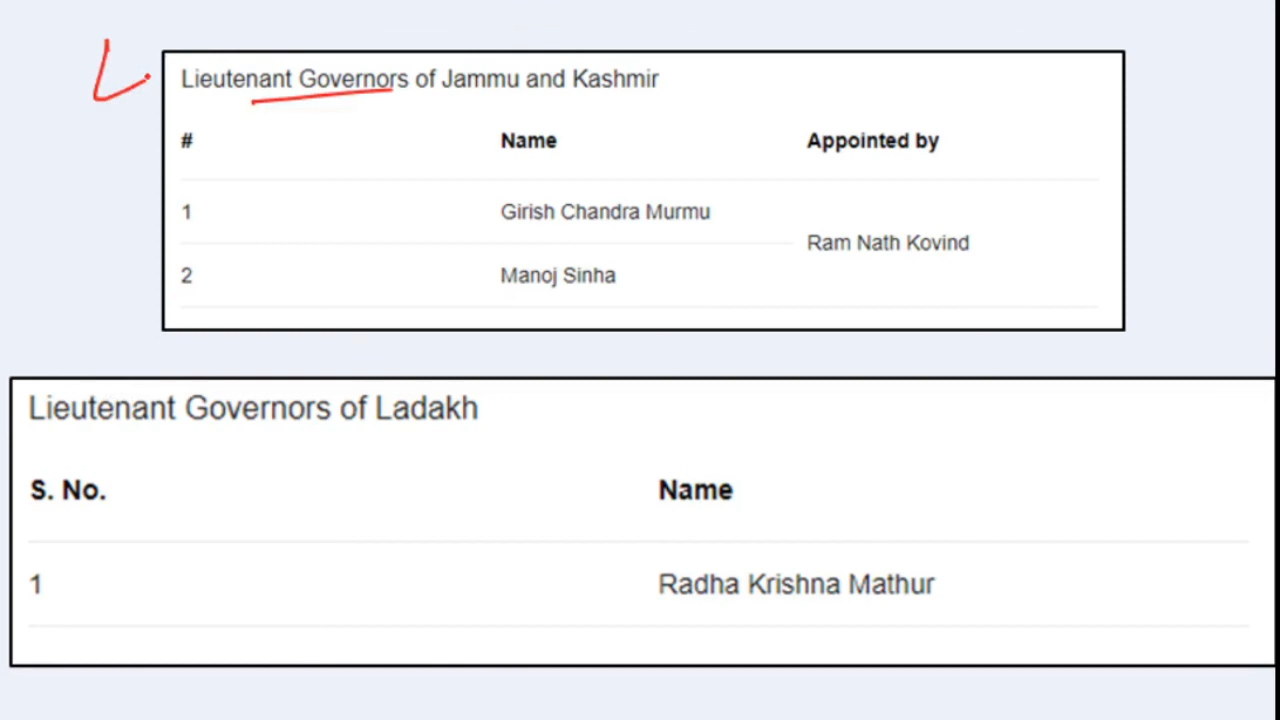 Lieutenant Governors of Jammu and Kashmir
# Name Appointed by
1 Girish Chandra Murmu
Ram Nath Kovind
2 Manoj Sinha
Lieutenant Governors of Ladakh
S. No. Name
1 Radha Krishna Mathur